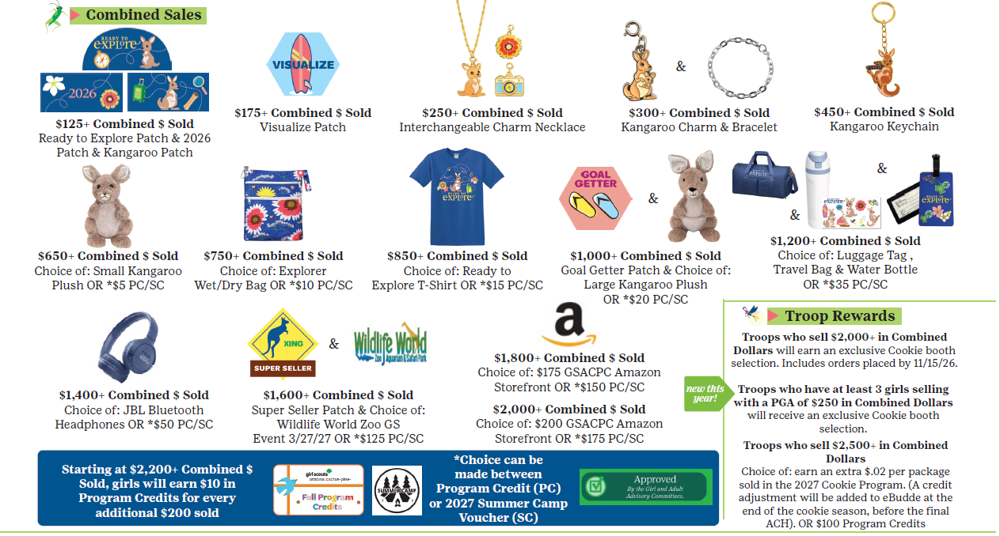 Combined Sales
READY TO
exPLORe
2026
$125+ Combined $ Sold
Ready to Explore Patch & 2026
Patch & Kangaroo Patch
VISUALIZE
$175+ Combined $ Sold
Visualize Patch
$250+ Combined $ Sold
Interchangeable Charm Necklace
&
$300+ Combined $ Sold
Kangaroo Charm & Bracelet
$450+ Combined $ Sold
Kangaroo Keychain
$650+ Combined $ Sold
Choice of: Small Kangaroo
Plush OR *$5 PC/SC
$750+ Combined $ Sold
Choice of: Explorer
Wet/Dry Bag OR *$10 PC/SC
READY TO
exPLORe
$850+ Combined $ Sold
Choice of: Ready to
Explore T-Shirt OR *$15 PC/SC
GOAL
GETTER
&
$1,000+ Combined $ Sold
Goal Getter Patch & Choice of:
Large Kangaroo Plush
OR *$20 PC/SC
READY TO
exPLORe
&
exPLORe
&
READY TO
exPLORe
$1,200+ Combined $ Sold
Choice of: Luggage Tag ,
Travel Bag & Water Bottle
OR *$35 PC/SC
JBL
$1,400+ Combined $ Sold
Choice of: JBL Bluetooth
Headphones OR *$50 PC/SC
XING
SUPER SELLER
&
Wildlife World
Zoo Aquarium & Safari Park
$1,600+ Combined $ Sold
Super Seller Patch & Choice of:
Wildlife World Zoo GS
Event 3/27/27 OR *$125 PC/SC
a
$1,800+ Combined $ Sold
Choice of: $175 GSACPC Amazon
Storefront OR *$150 PC/SC
$2,000+ Combined $ Sold
Choice of: $200 GSACPC Amazon
Storefront OR *$175 PC/SC
Troop Rewards
Troops who sell $2,000+ in Combined
Dollars will earn an exclusive Cookie booth
selection. Includes orders placed by 11/15/26.
new this
year!
Troops who have at least 3 girls selling
with a PGA of $250 in Combined Dollars
will receive an exclusive Cookie booth
selection.
Troops who sell $2,500+ in Combined
Dollars
Choice of: earn an extra $.02 per package
sold in the 2027 Cookie Program. (A credit
adjustment will be added to eBudde at the
end of the cookie season, before the final
ACH). OR $100 Program Credits
Starting at $2,200+ Combined $
Sold, girls will earn $10 in
Program Credits for every
additional $200 sold
girl scouts
arizona cactus-pine
Fall Program
Credits
SUMMER CAMP
*Choice can be
made between
Program Credit (PC)
or 2027 Summer Camp
Voucher (SC)
Approved
By the Girl and Adult
Advisory Committees.